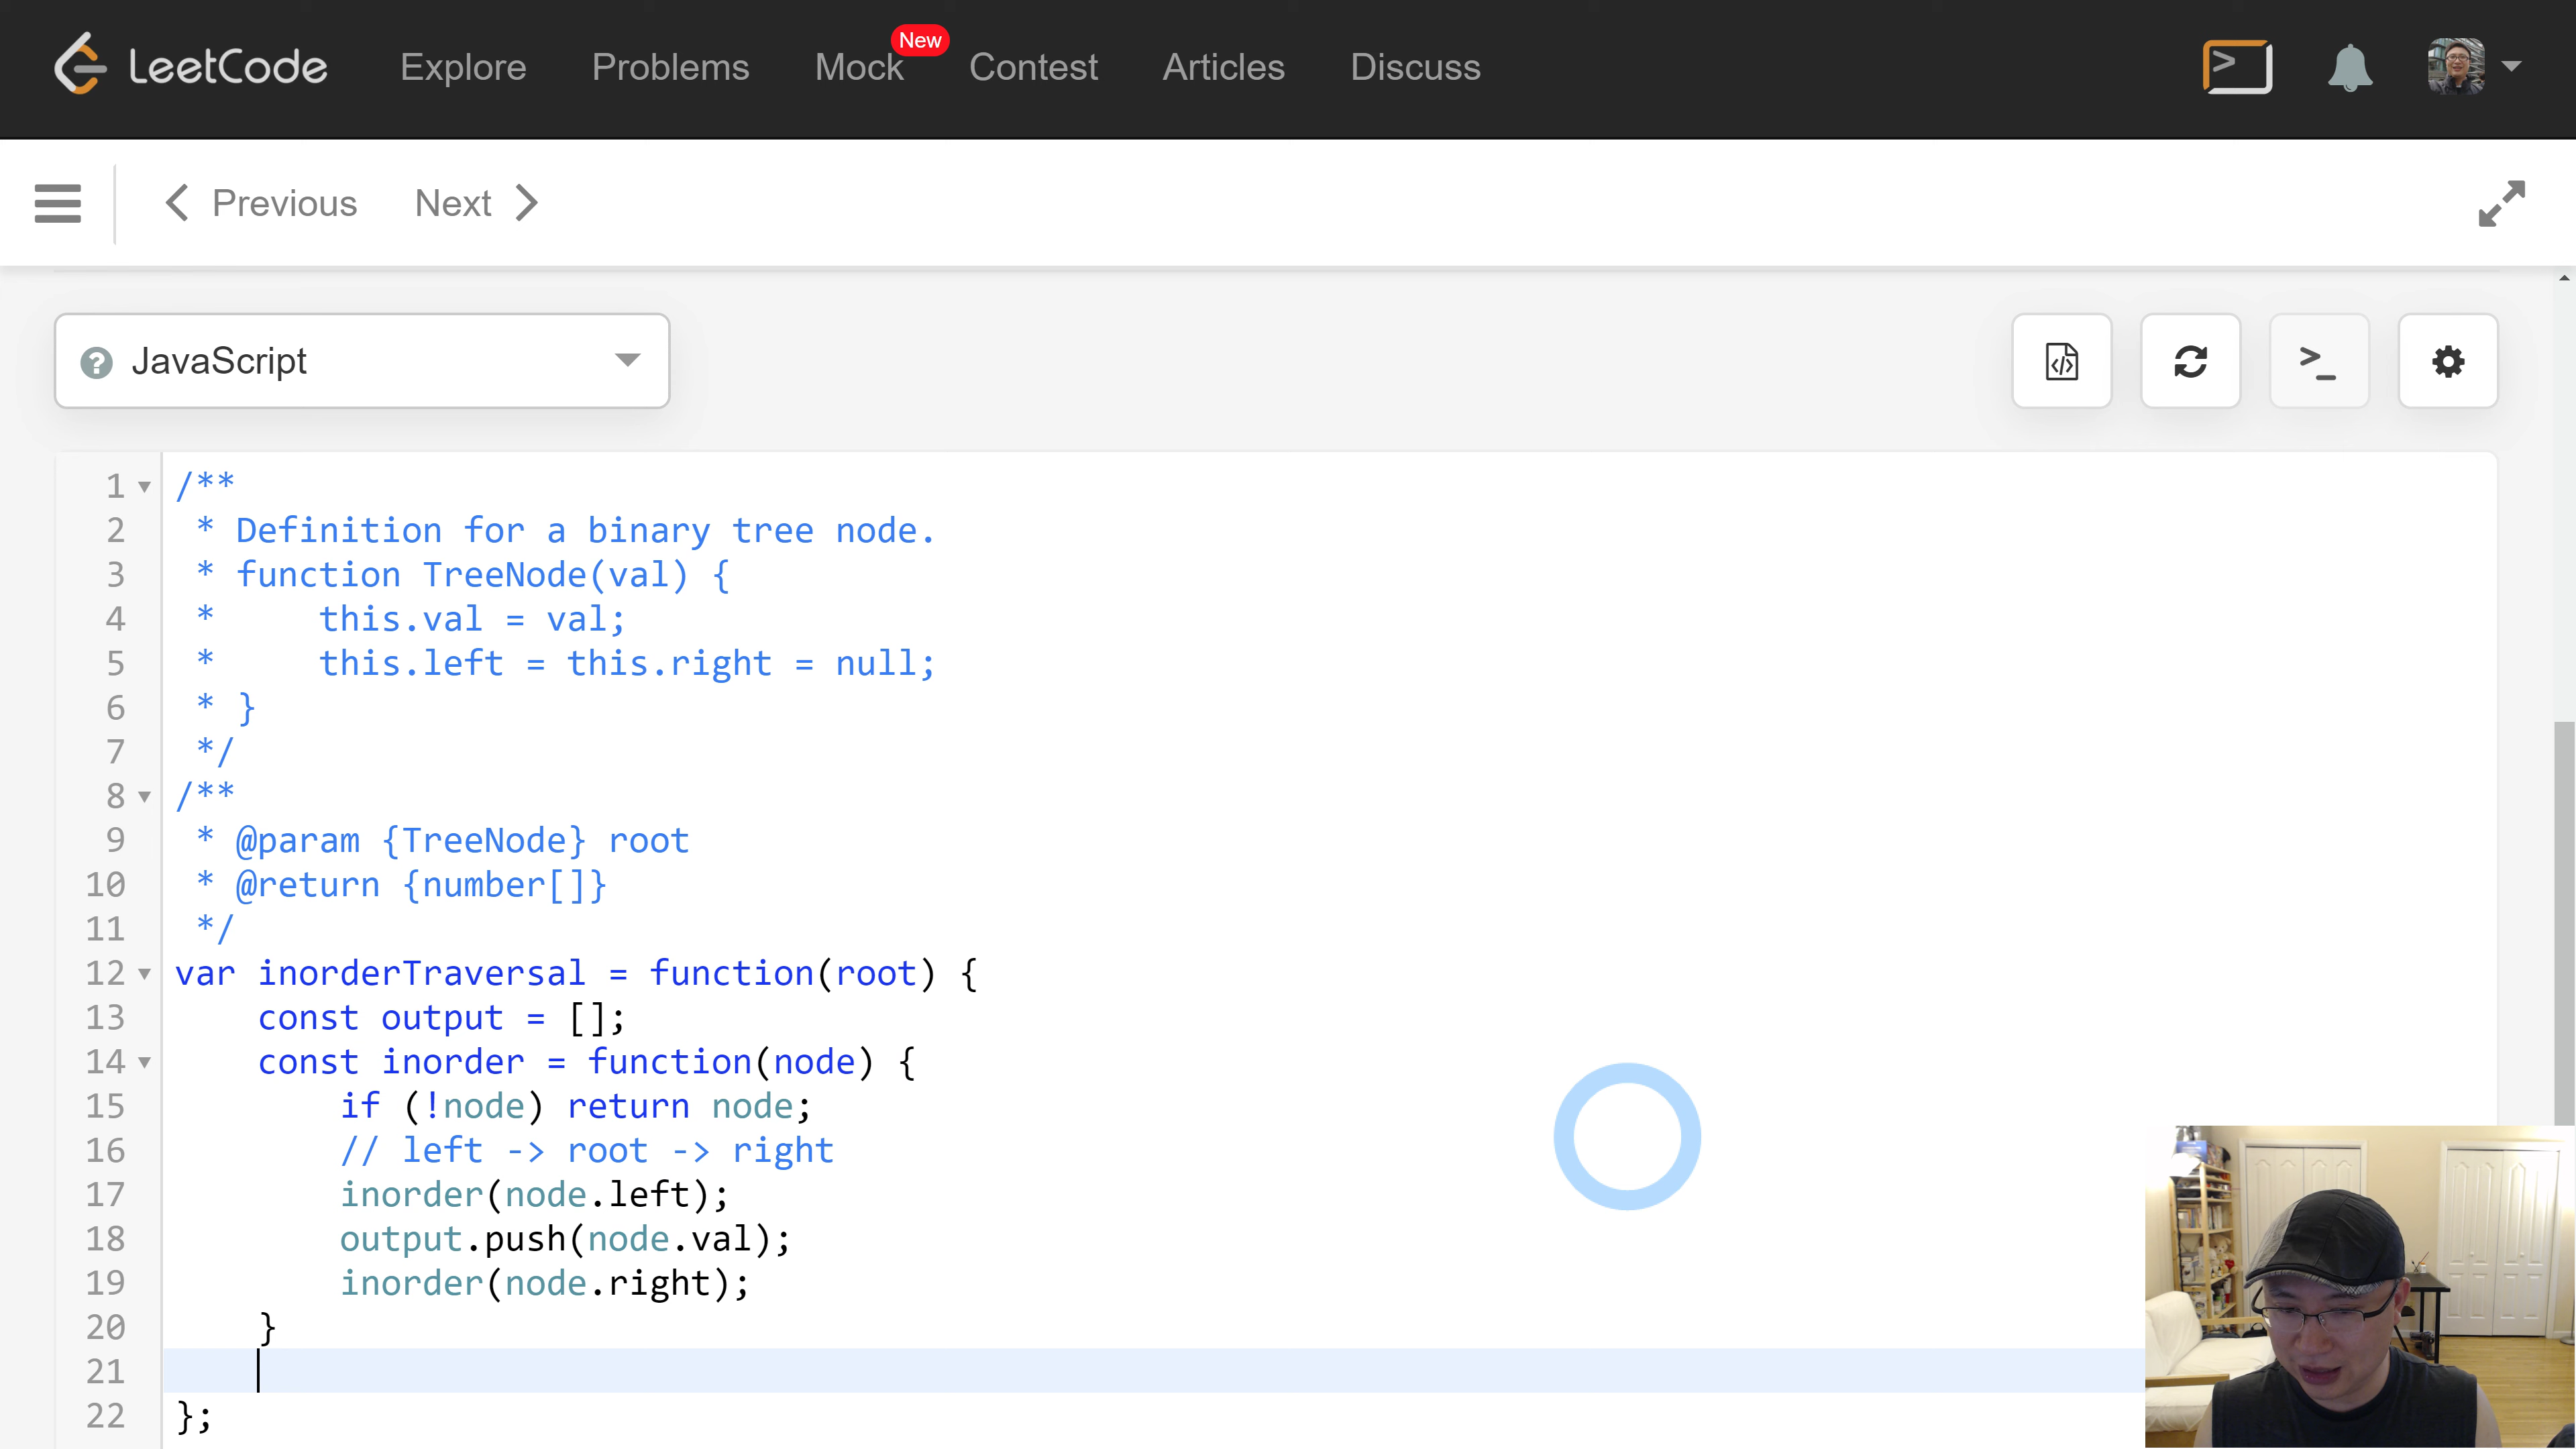 LeetCode Explore Problems Mock New Contest Articles Discuss
Previous Next
JavaScript
1 /**
2  * Definition for a binary tree node.
3  * function TreeNode(val) {
4  *     this.val = val;
5  *     this.left = this.right = null;
6  * }
7  */
8 /**
9  * @param {TreeNode} root
10  * @return {number[]}
11  */
12 var inorderTraversal = function(root) {
13     const output = [];
14     const inorder = function(node) {
15         if (!node) return node;
16         // left -> root -> right
17         inorder(node.left);
18         output.push(node.val);
19         inorder(node.right);
20     }
21
22 };